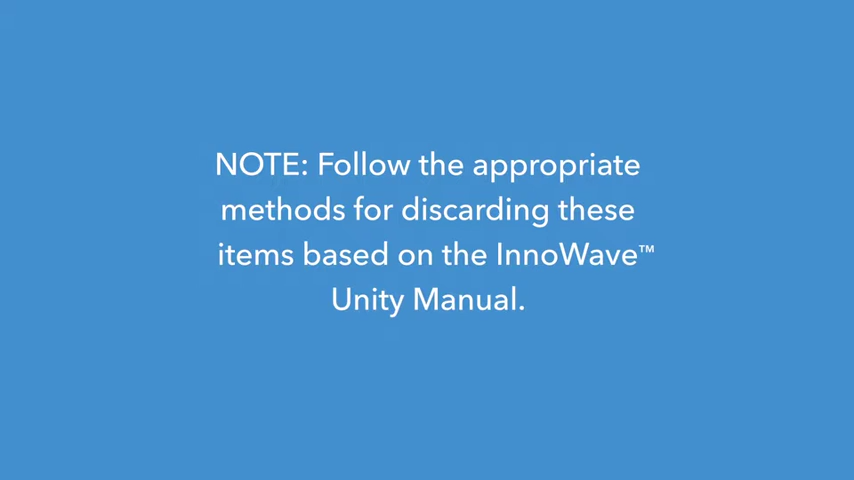 NOTE: Follow the appropriate
methods for discarding these
items based on the InnoWave™
Unity Manual.